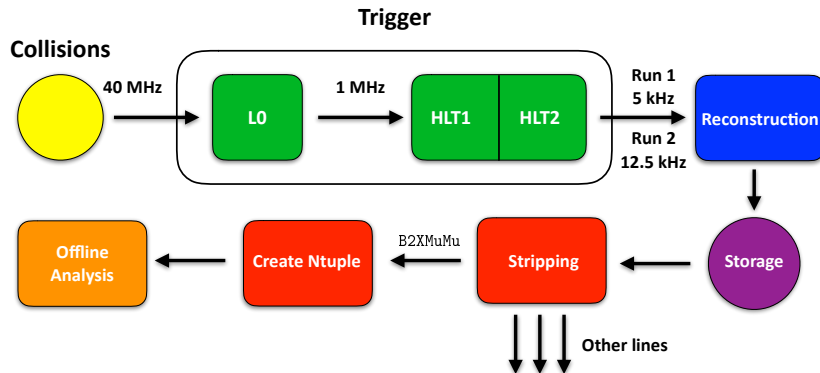 Trigger
Collisions
40 MHz
L0
1 MHz
HLT1
HLT2
Run 1
5 kHz
Run 2
12.5 kHz
Reconstruction
Offline
Analysis
Create Ntuple
B2XMuMu
Stripping
Storage
Other lines